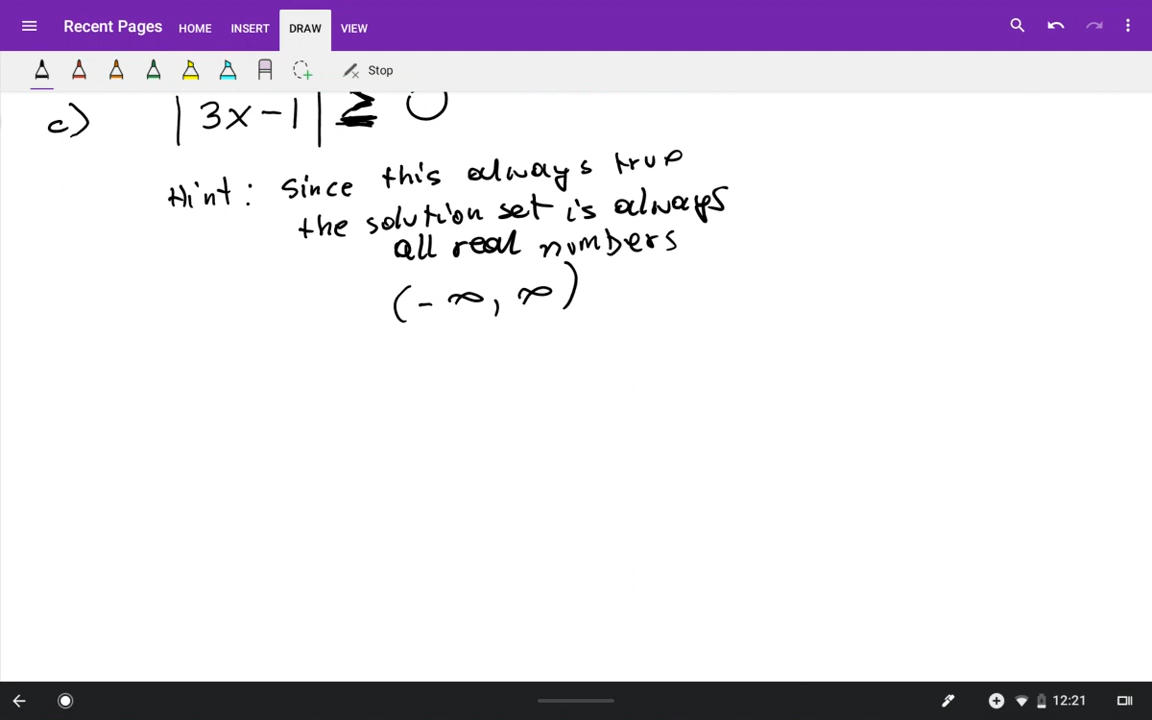 Recent Pages HOME INSERT DRAW VIEW
Stop
c) |3x-1| ≥ 0
Hint: Since this always true
the solution set is always
all real numbers
(-∞, ∞)
12:21